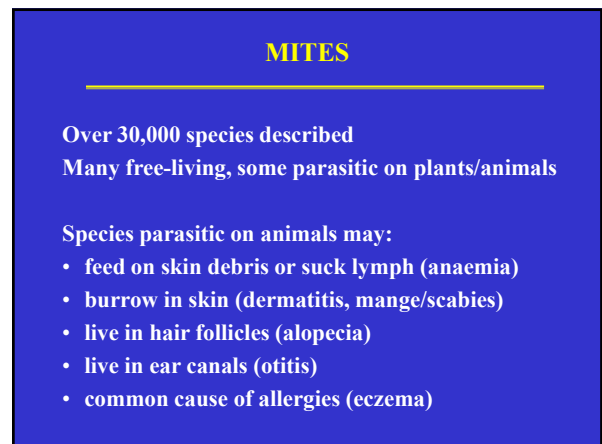 MITES
Over 30,000 species described
Many free-living, some parasitic on plants/animals
Species parasitic on animals may:
• feed on skin debris or suck lymph (anaemia)
• burrow in skin (dermatitis, mange/scabies)
• live in hair follicles (alopecia)
• live in ear canals (otitis)
• common cause of allergies (eczema)